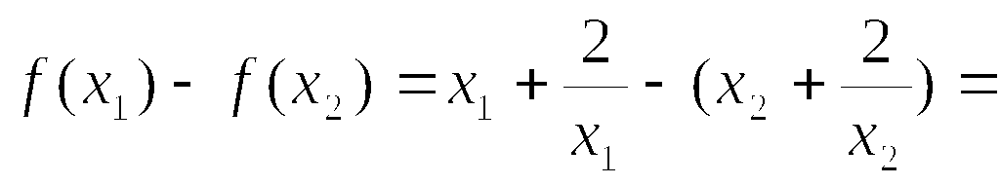 f(x₁) - f(x₂) = x₁ + 2/x₁ - (x₂ + 2/x₂) =